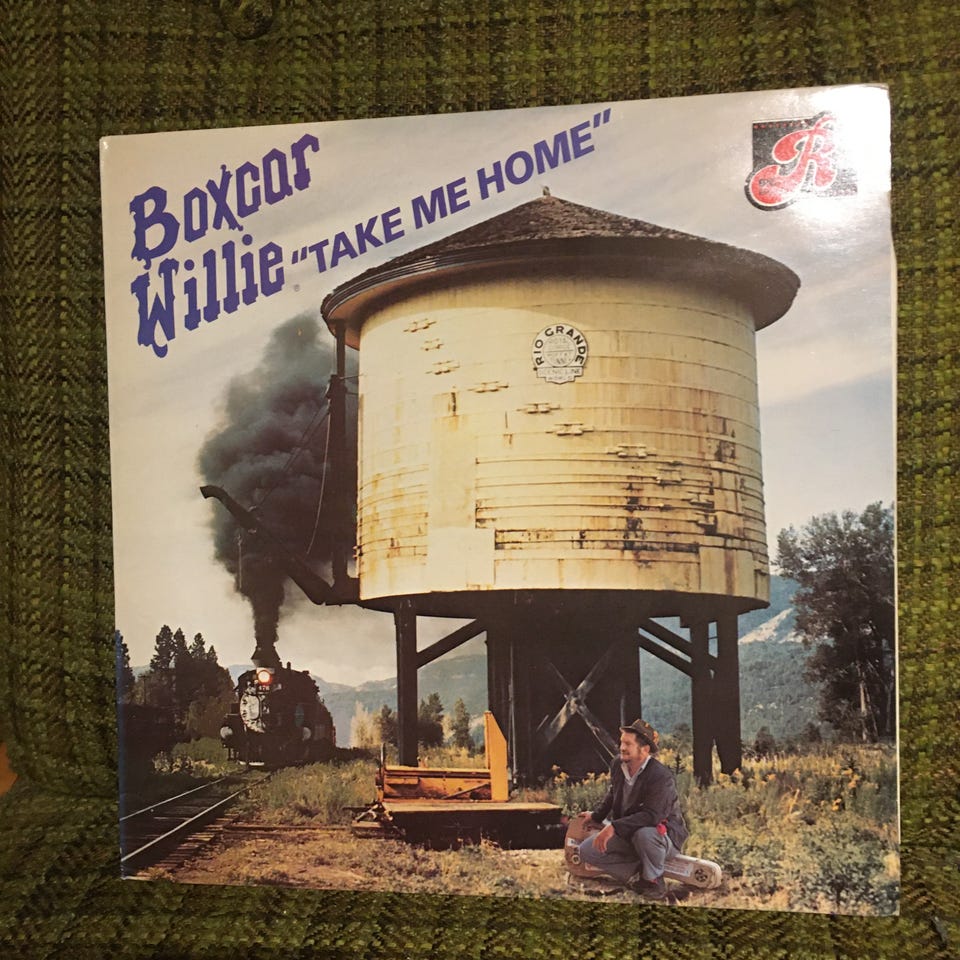 Boxcar
Willie
"TAKE ME HOME"
®
R
RIO GRANDE